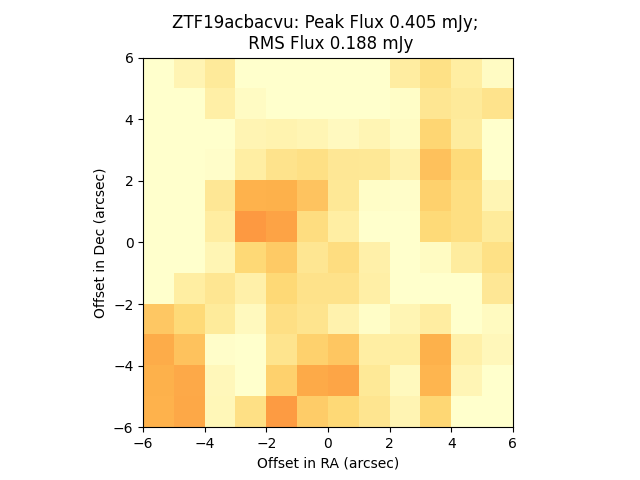 ZTF19acbacvu: Peak Flux 0.405 mJy;
RMS Flux 0.188 mJy
6
4
2
0
−2
−4
−6
Offset in Dec (arcsec)
−6 −4 −2 0 2 4 6
Offset in RA (arcsec)